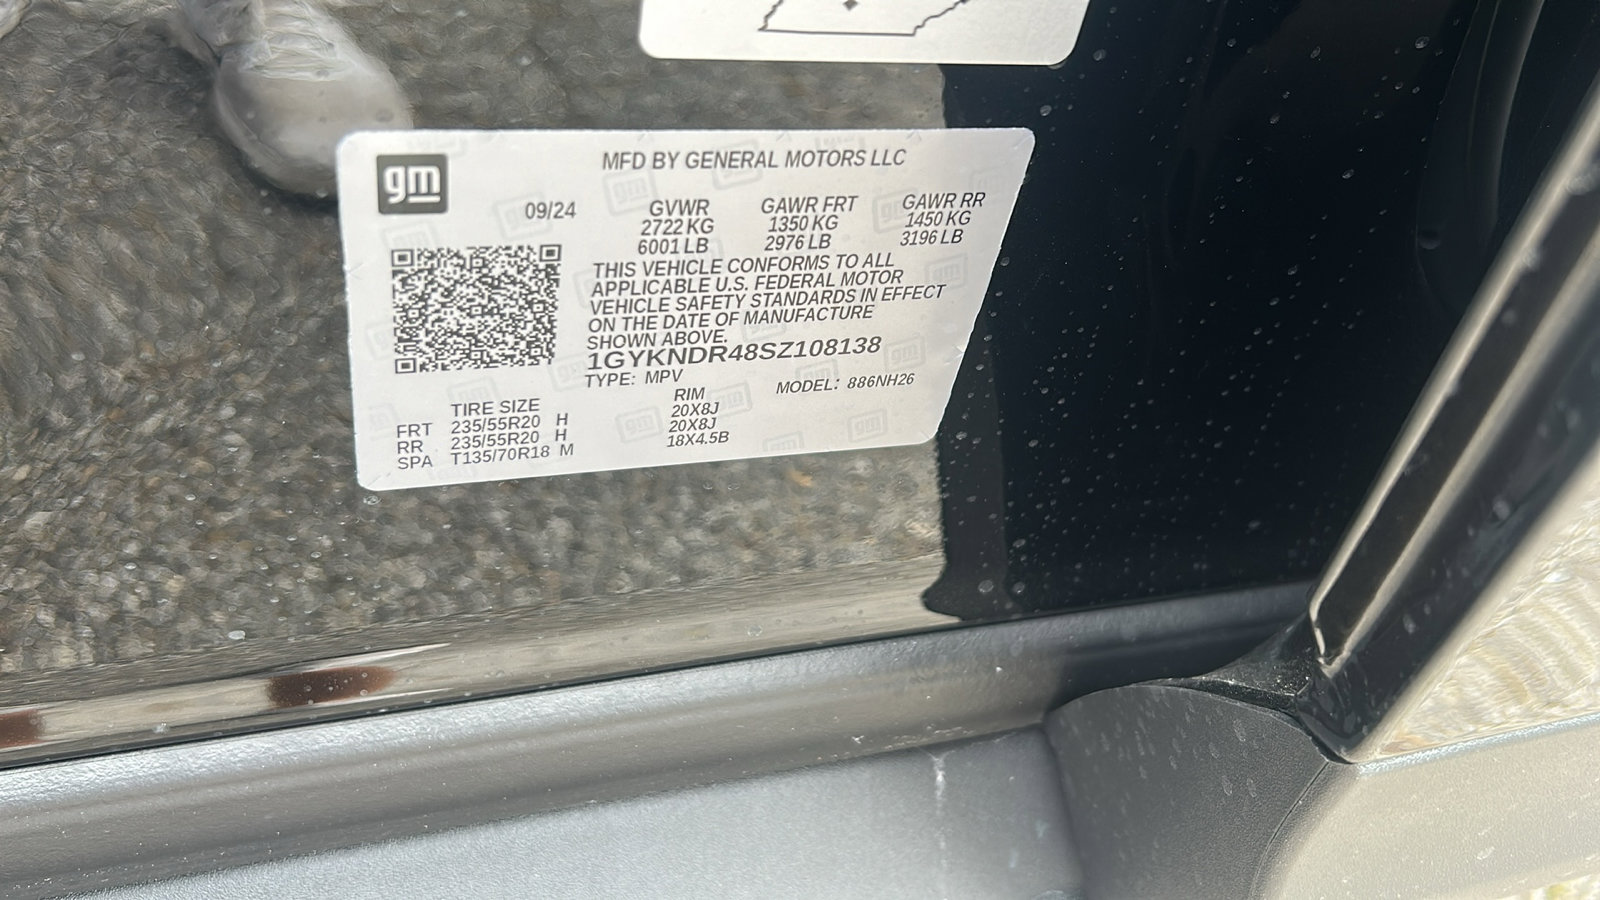 gm
MFD BY GENERAL MOTORS LLC
09/24
GVWR GAWR FRT GAWR RR
2722 KG 1350 KG 1450 KG
6001 LB 2976 LB 3196 LB
THIS VEHICLE CONFORMS TO ALL
APPLICABLE U.S. FEDERAL MOTOR
VEHICLE SAFETY STANDARDS IN EFFECT
ON THE DATE OF MANUFACTURE
SHOWN ABOVE.
1GYKNDR48SZ108138
TYPE: MPV MODEL: 886NH26
TIRE SIZE RIM
FRT 235/55R20 H 20X8J
RR 235/55R20 H 20X8J
SPA T135/70R18 M 18X4.5B